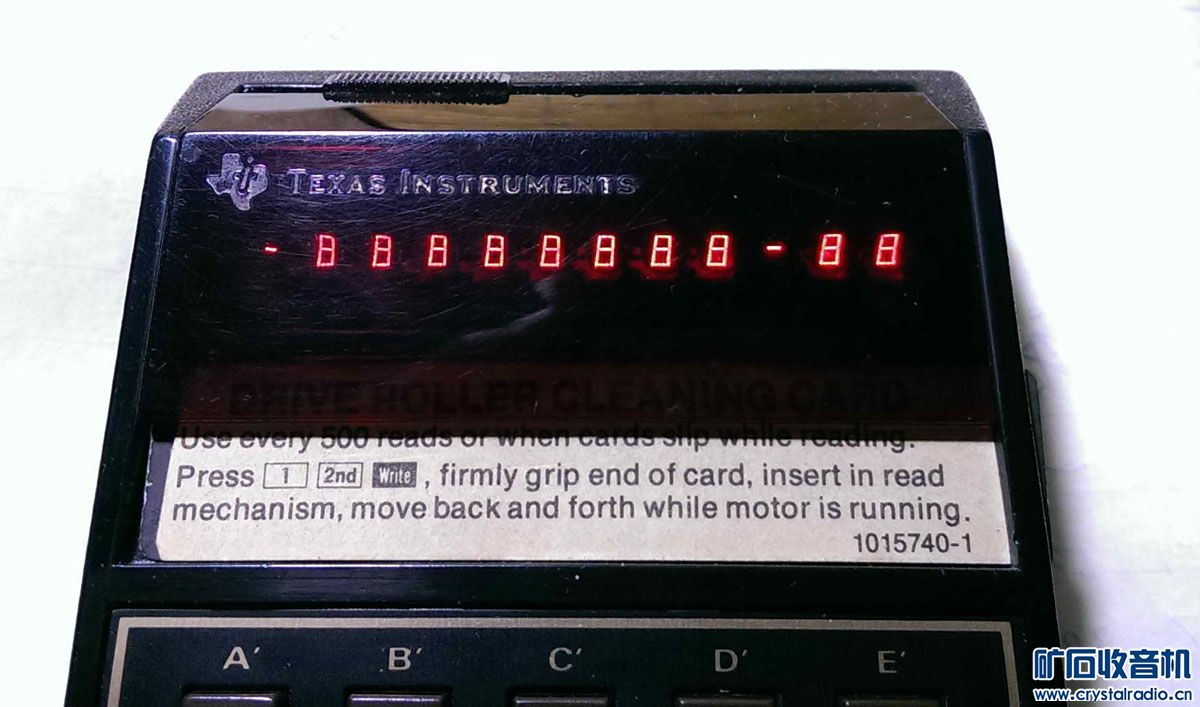 TEXAS INSTRUMENTS
-88888888-88
DRIVE ROLLER CLEANING CARD
Use every 500 reads or when cards slip while reading.
Press 1 2nd Write , firmly grip end of card, insert in read
mechanism, move back and forth while motor is running.
1015740-1
A′ B′ C′ D′ E′
矿石收音机
www.crystalradio.cn